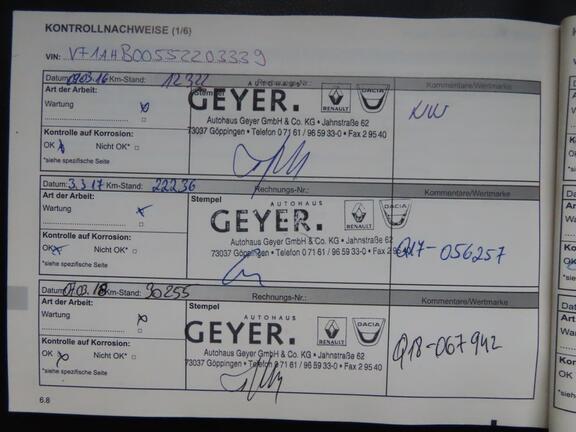 KONTROLLNACHWEISE (1/6)
VIN: V71AHB00552203339
Datum: 09.03.16 Km-Stand: 12322
Kommentare/Wertmarke
Art der Arbeit:
Stempel
AUTOHAUS
GEYER.
RENAULT
DACIA
Wartung
NW
Autohaus Geyer GmbH & Co. KG • Jahnstraße 62
73037 Göppingen • Telefon 0 71 61 / 96 59 33-0 • Fax 2 95 40
Kontrolle auf Korrosion:
OK Nicht OK*
*siehe spezifische Seite
Datum: 3.3.17 Km-Stand: 22236 Rechnungs-Nr.: Kommentare/Wertmarke
Art der Arbeit:
Stempel
AUTOHAUS
GEYER.
RENAULT
DACIA
Wartung
Autohaus Geyer GmbH & Co. KG • Jahnstraße 62
73037 Göppingen • Telefon 0 71 61 / 96 59 33-0 • Fax 2 95
Q17-056257
Kontrolle auf Korrosion:
OK Nicht OK*
*siehe spezifische Seite
Datum: 07.03.18 Km-Stand: 30255 Rechnungs-Nr.: Kommentare/Wertmarke
Art der Arbeit:
Stempel
AUTOHAUS
GEYER.
RENAULT
DACIA
Wartung
Q18-067942
Autohaus Geyer GmbH & Co. KG • Jahnstraße 62
73037 Göppingen • Telefon 0 71 61 / 96 59 33-0 • Fax 2 95 40
Kontrolle auf Korrosion:
OK Nicht OK*
*siehe spezifische Seite
6.8